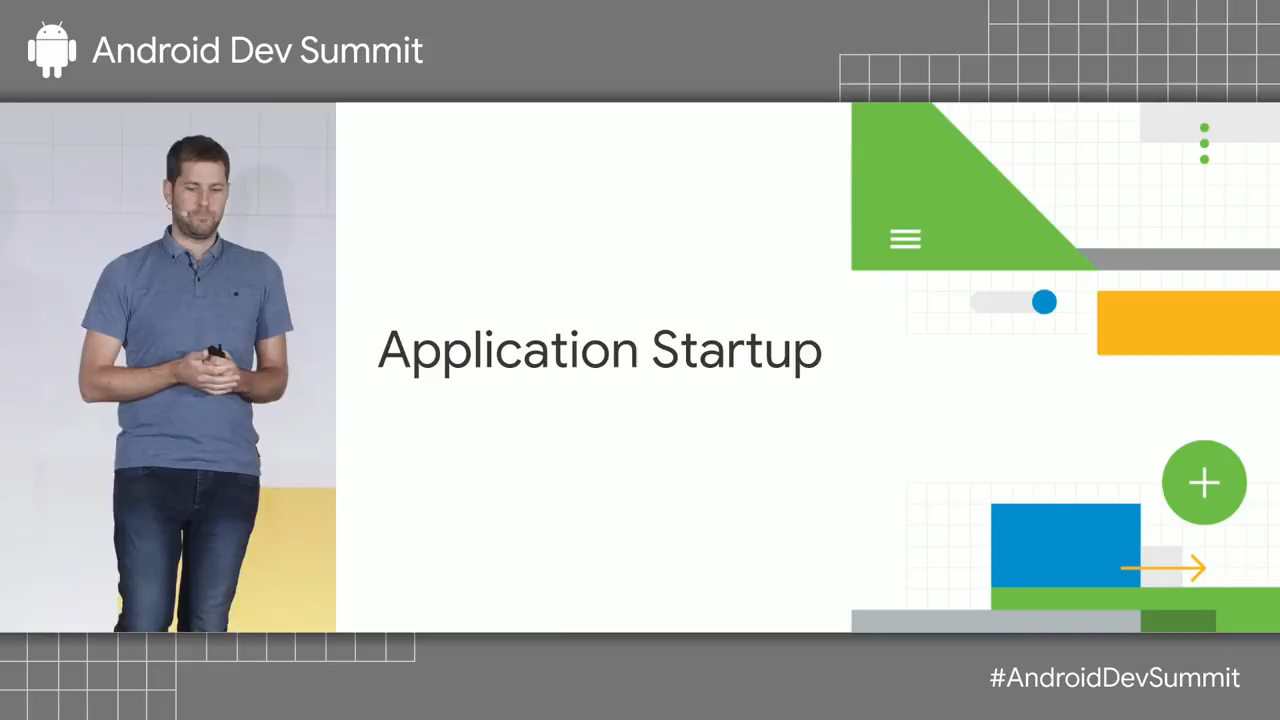 Android Dev Summit
Application Startup
#AndroidDevSummit